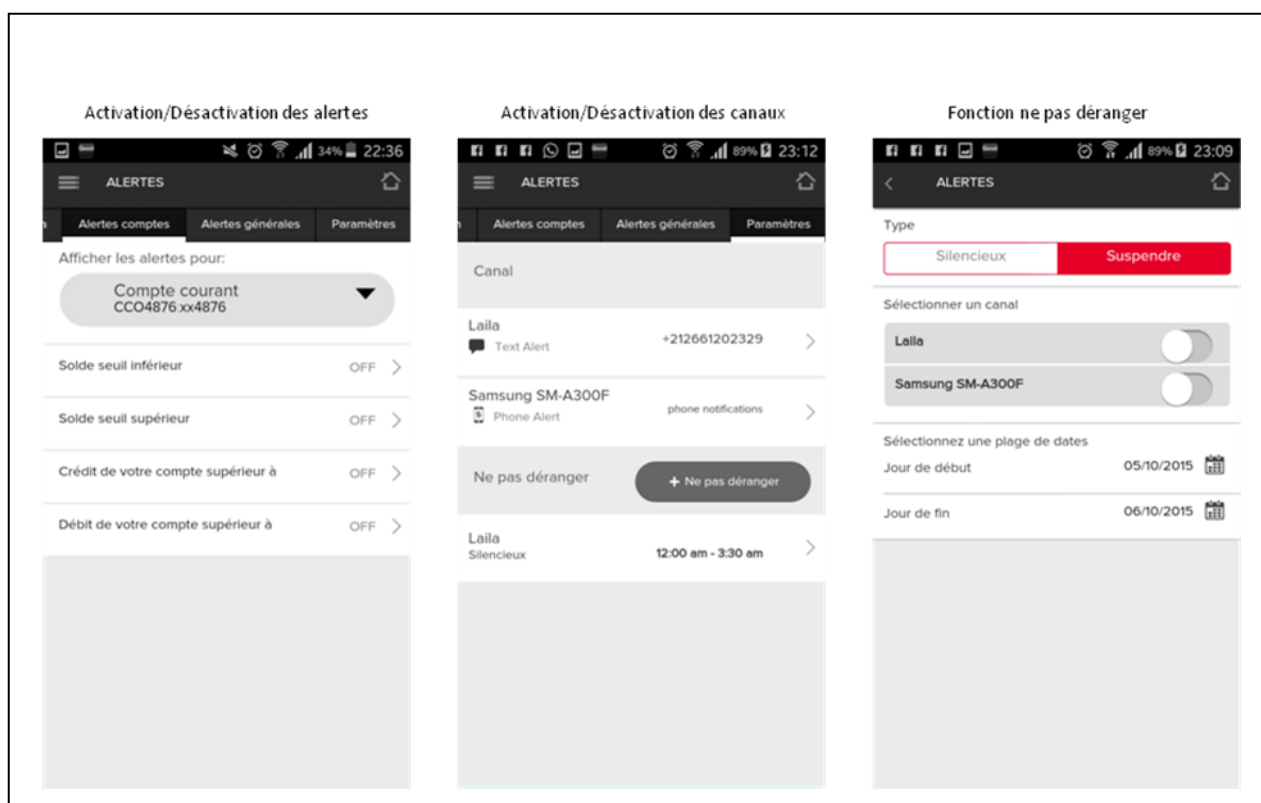 Activation/Désactivation des alertes
34% 22:36
ALERTES
Alertes comptes Alertes générales Paramètres
Afficher les alertes pour:
Compte courant
CCO4876:xx4876
Solde seuil inférieur OFF
Solde seuil supérieur OFF
Crédit de votre compte supérieur à OFF
Débit de votre compte supérieur à OFF
Activation/Désactivation des canaux
89% 23:12
ALERTES
Alertes comptes Alertes générales Paramètres
Canal
Laila
Text Alert +212661202329
Samsung SM-A300F
Phone Alert phone notifications
Ne pas déranger + Ne pas déranger
Laila
Silencieux 12:00 am - 3:30 am
Fonction ne pas déranger
89% 23:09
ALERTES
Type
Silencieux Suspendre
Sélectionner un canal
Laila
Samsung SM-A300F
Sélectionnez une plage de dates
Jour de début 05/10/2015
Jour de fin 06/10/2015